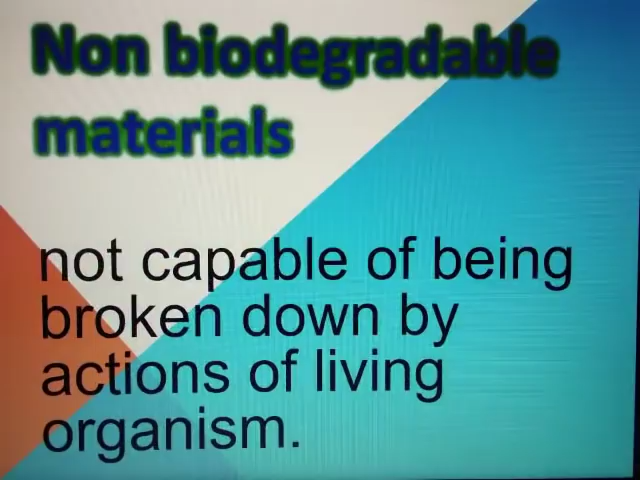 Non biodegradable
materials
not capable of being
broken down by
actions of living
organism.